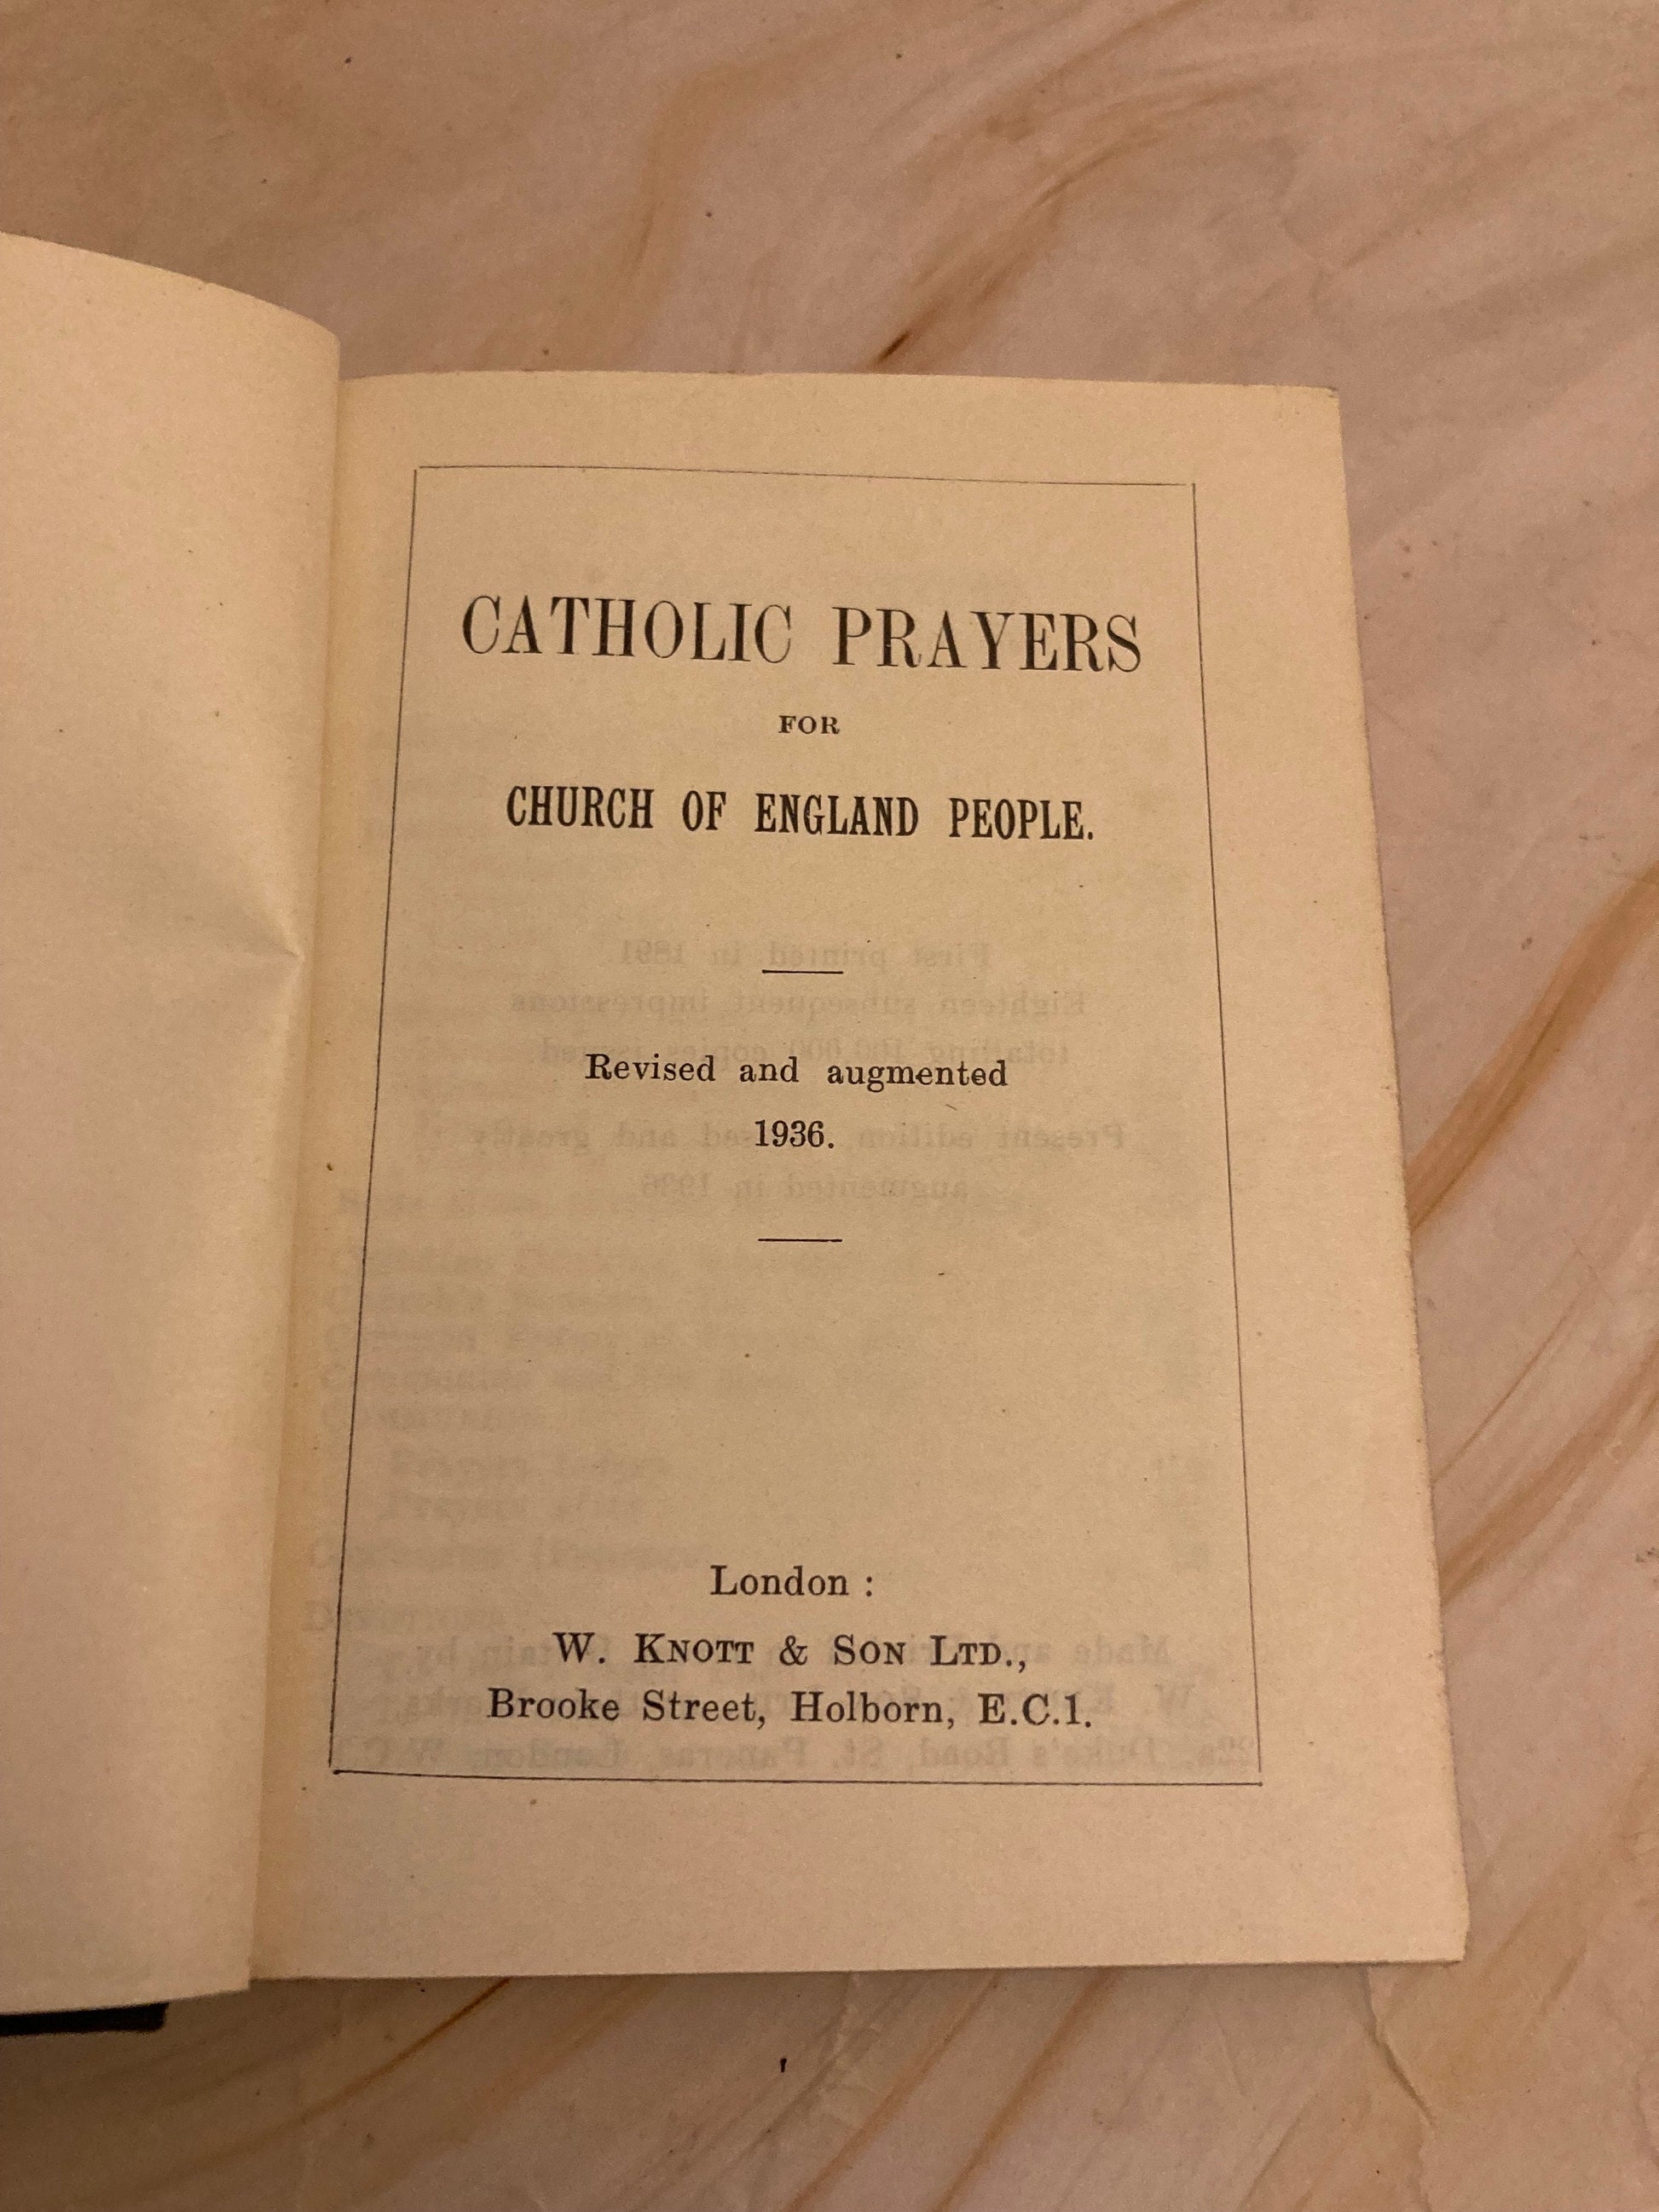 CATHOLIC PRAYERS
FOR
CHURCH OF ENGLAND PEOPLE.
Revised and augmented
1936.
London :
W. KNOTT & SON LTD.,
Brooke Street, Holborn, E.C.1.